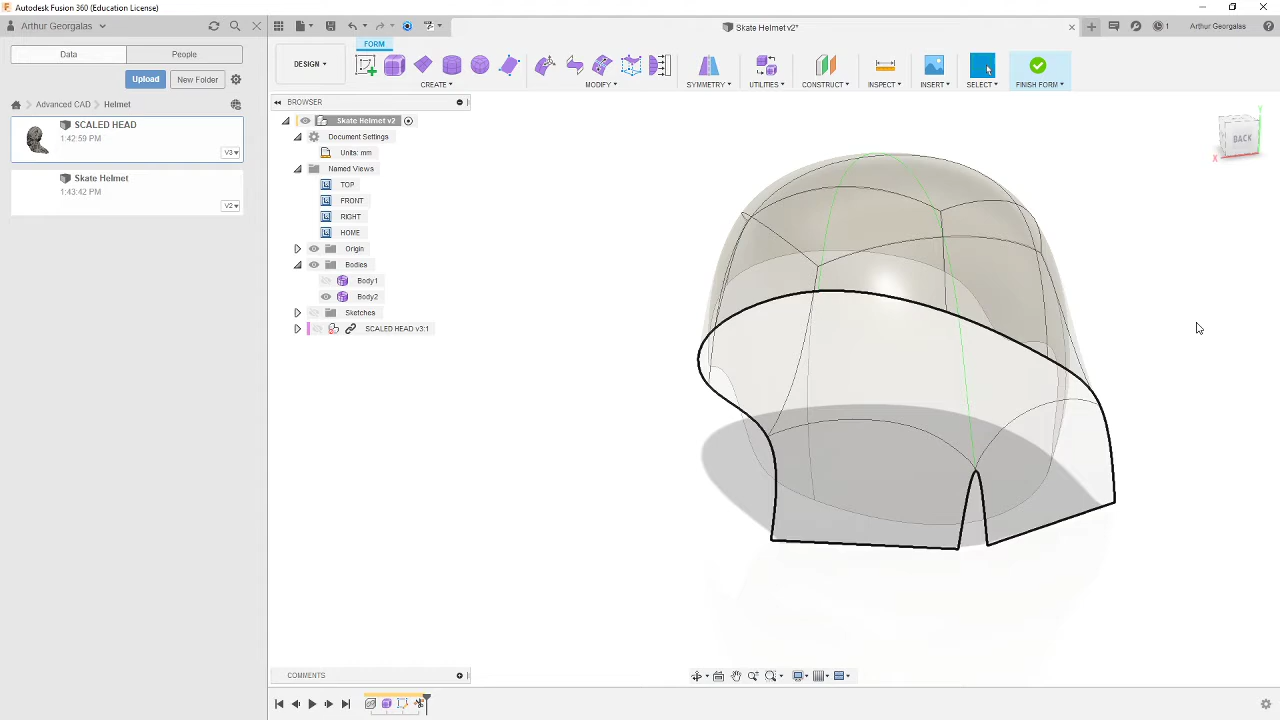 Autodesk Fusion 360 (Education License)
Arthur Georgalas
Skate Helmet v2*
1
Arthur Georgalas
Data
People
FORM
DESIGN
CREATE
MODIFY
SYMMETRY
UTILITIES
CONSTRUCT
INSPECT
INSERT
SELECT
FINISH FORM
Upload
New Folder
Advanced CAD
Helmet
SCALED HEAD
1:42:59 PM
V3
Skate Helmet
1:43:42 PM
V2
BROWSER
Skate Helmet v2
Document Settings
Units: mm
Named Views
TOP
FRONT
RIGHT
HOME
Origin
Bodies
Body1
Body2
Sketches
SCALED HEAD v3:1
Y
BACK
X
COMMENTS